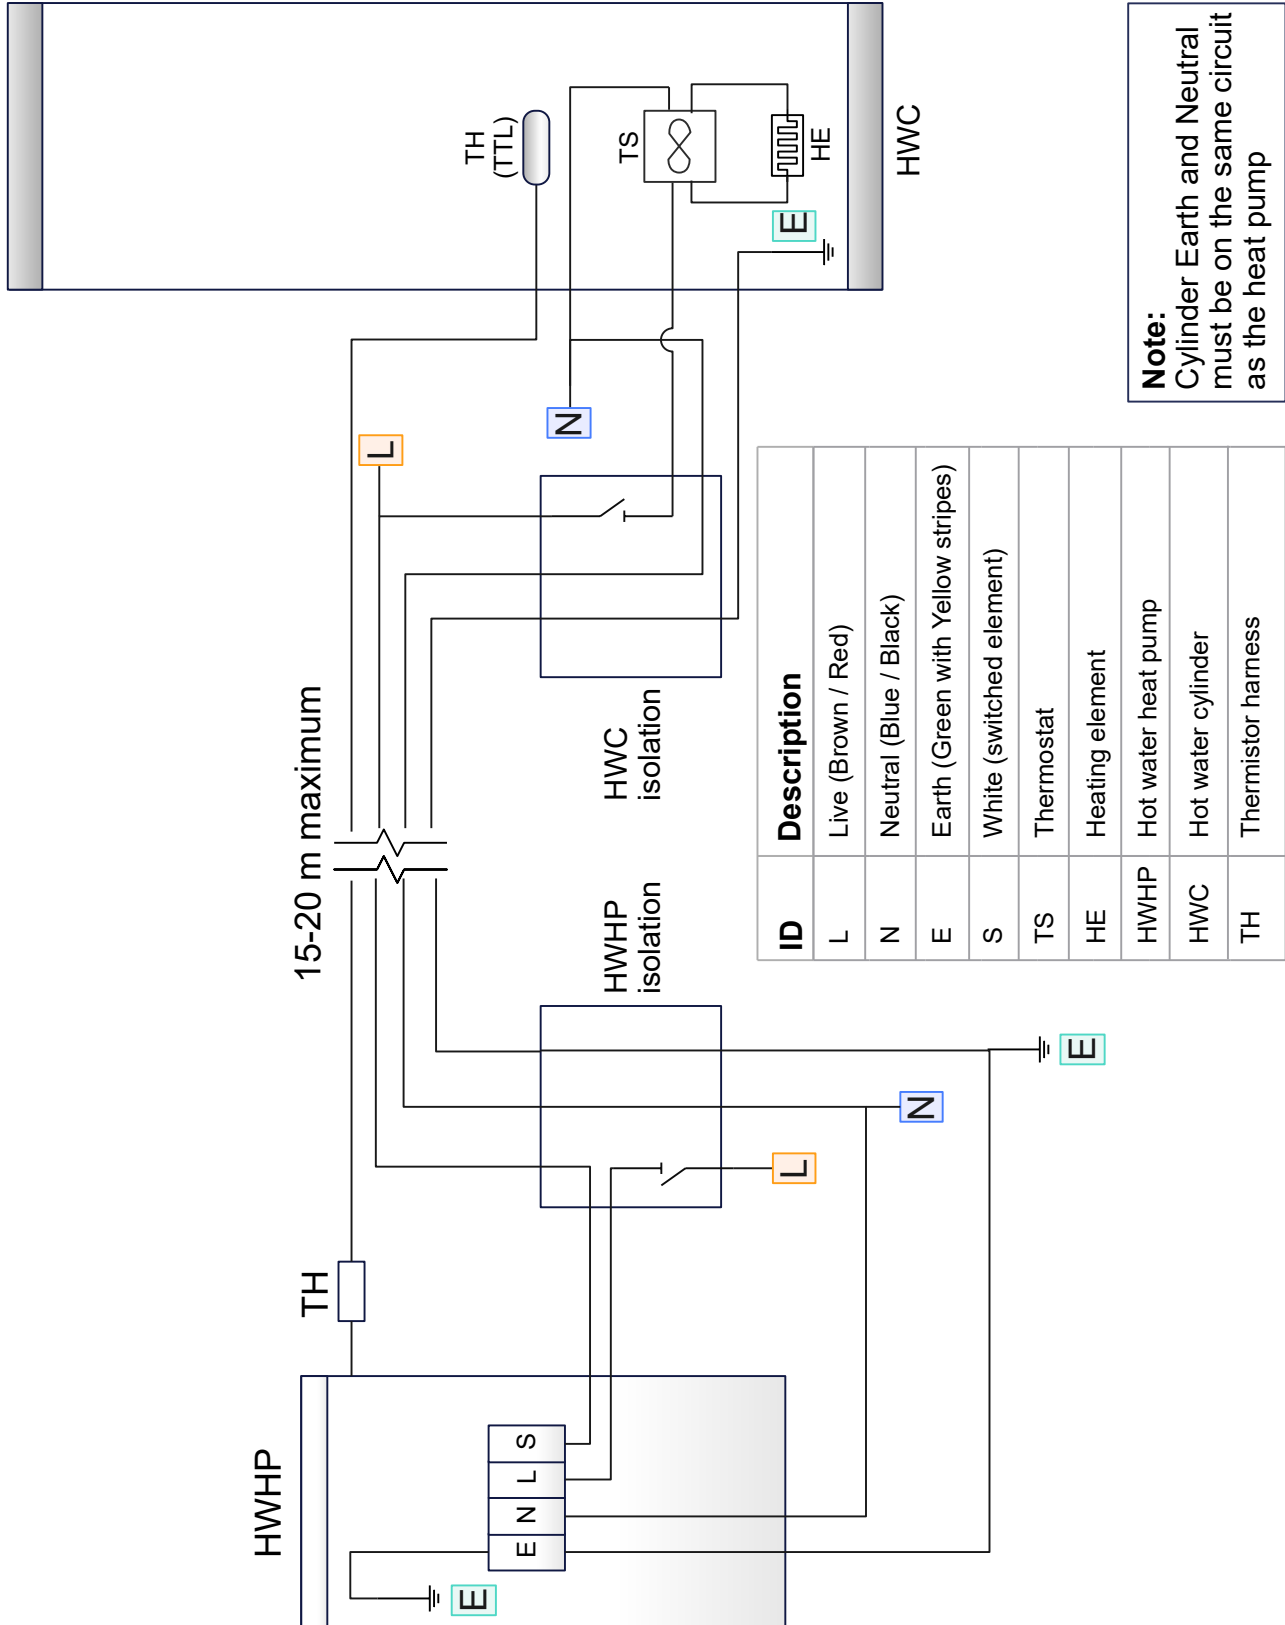 HWHP
TH
15-20 m maximum
E
E N L S
HWHP
isolation
L
N
E
HWC
isolation
L
N
TH
(TTL)
TS
HE
E
HWC
ID Description
L Live (Brown / Red)
N Neutral (Blue / Black)
E Earth (Green with Yellow stripes)
S White (switched element)
TS Thermostat
HE Heating element
HWHP Hot water heat pump
HWC Hot water cylinder
TH Thermistor harness
Note:
Cylinder Earth and Neutral
must be on the same circuit
as the heat pump